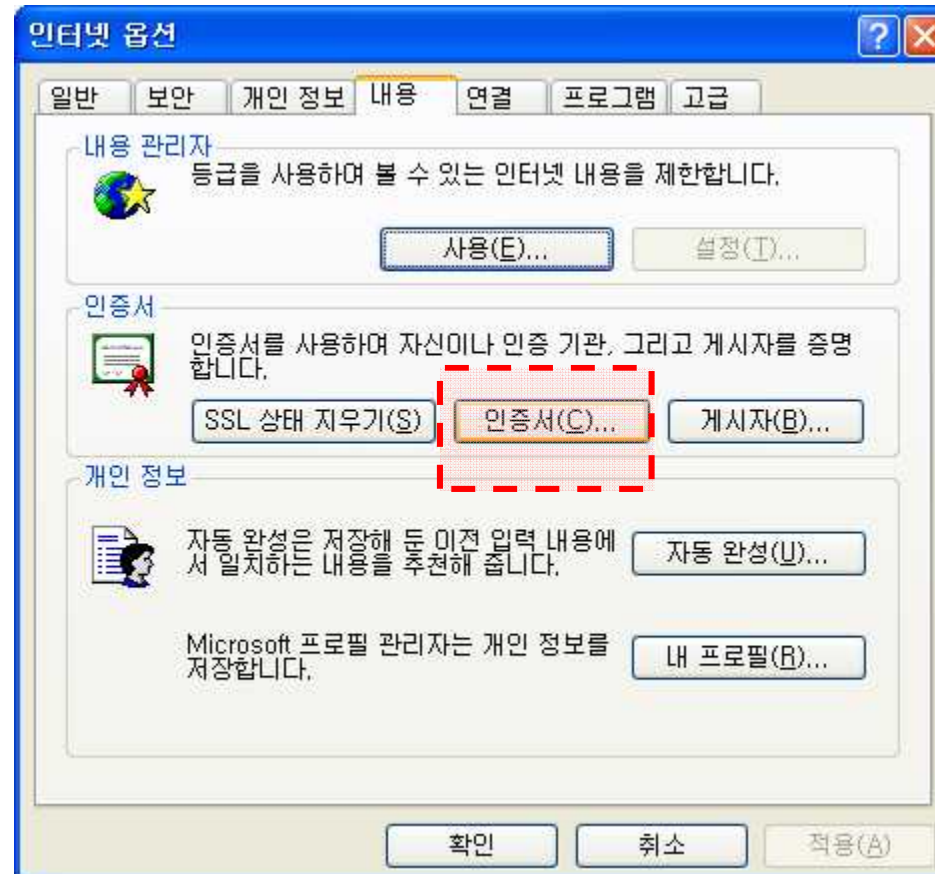 인터넷 옵션
일반 보안 개인 정보 내용 연결 프로그램 고급
내용 관리자
등급을 사용하여 볼 수 있는 인터넷 내용을 제한합니다.
사용(E)... 설정(T)...
인증서
인증서를 사용하여 자신이나 인증 기관, 그리고 게시자를 증명
합니다.
SSL 상태 지우기(S) 인증서(C)... 게시자(B)...
개인 정보
자동 완성은 저장해 둔 이전 입력 내용에
서 일치하는 내용을 추천해 줍니다.
자동 완성(U)...
Microsoft 프로필 관리자는 개인 정보를
저장합니다.
내 프로필(R)...
확인 취소 적용(A)